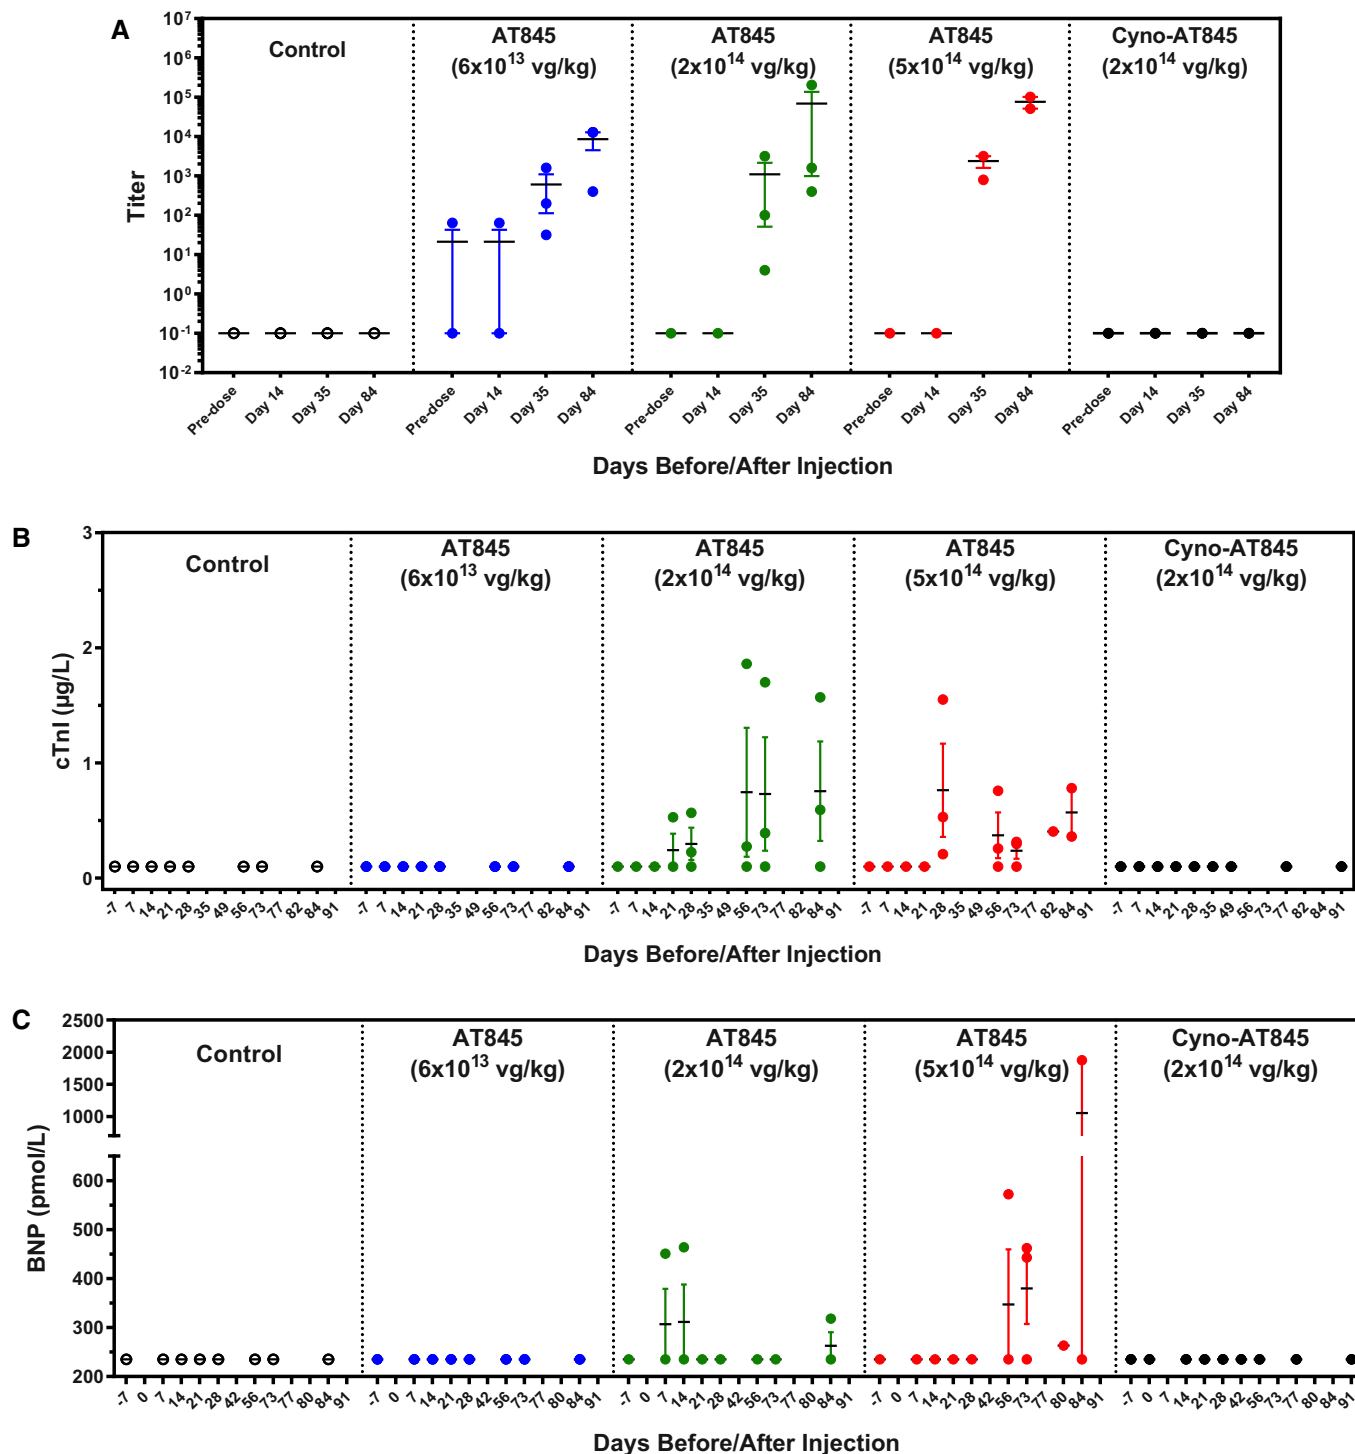 A
Control
AT845
(6x10¹³ vg/kg)
AT845
(2x10¹⁴ vg/kg)
AT845
(5x10¹⁴ vg/kg)
Cyno-AT845
(2x10¹⁴ vg/kg)
Titer
10⁷
10⁶
10⁵
10⁴
10³
10²
10¹
10⁰
10⁻¹
10⁻²
Pre-dose Day 14 Day 35 Day 84 Pre-dose Day 14 Day 35 Day 84 Pre-dose Day 14 Day 35 Day 84 Pre-dose Day 14 Day 35 Day 84 Pre-dose Day 14 Day 35 Day 84
Days Before/After Injection
B
Control
AT845
(6x10¹³ vg/kg)
AT845
(2x10¹⁴ vg/kg)
AT845
(5x10¹⁴ vg/kg)
Cyno-AT845
(2x10¹⁴ vg/kg)
cTnI (µg/L)
3
2
1
0
-7 7 14 21 28 35 49 56 73 77 82 84 91 -7 7 14 21 28 35 49 56 73 77 82 84 91 -7 7 14 21 28 35 49 56 73 77 82 84 91 -7 7 14 21 28 35 49 56 73 77 82 84 91 -7 7 14 21 28 35 49 56 73 77 82 84 91
Days Before/After Injection
C
Control
AT845
(6x10¹³ vg/kg)
AT845
(2x10¹⁴ vg/kg)
AT845
(5x10¹⁴ vg/kg)
Cyno-AT845
(2x10¹⁴ vg/kg)
BNP (pmol/L)
2500
2000
1500
1000
600
500
400
300
200
-7 0 7 14 21 28 42 56 73 77 80 84 91 -7 0 7 14 21 28 42 56 73 77 80 84 91 -7 0 7 14 21 28 42 56 73 77 80 84 91 -7 0 7 14 21 28 42 56 73 77 80 84 91 -7 0 7 14 21 28 42 56 73 77 80 84 91
Days Before/After Injection